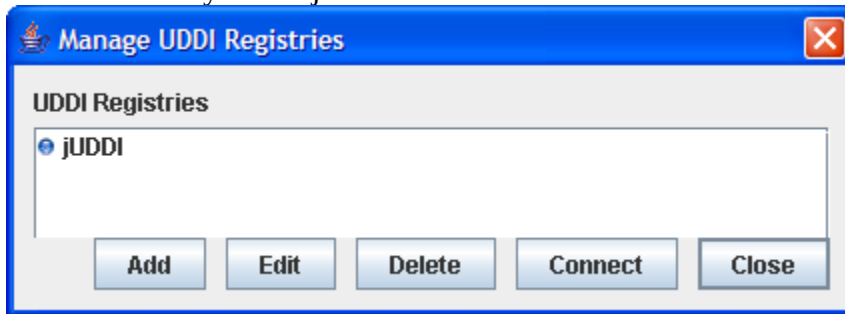 Manage UDDI Registries
UDDI Registries
jUDDI
Add Edit Delete Connect Close